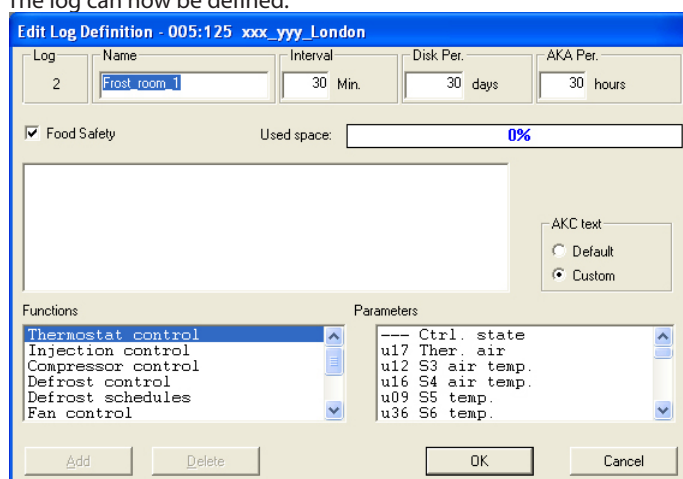 The log can now be defined.
Edit Log Definition - 005:125 xxx_yyy_London
Log Name Interval Disk Per. AKA Per.
2 Frost_room_1 30 Min. 30 days 30 hours
Food Safety Used space: 0%
AKC text
Default
Custom
Functions Parameters
Thermostat control --- Ctrl. state
Injection control u17 Ther. air
Compressor control u12 S3 air temp.
Defrost control u16 S4 air temp.
Defrost schedules u09 S5 temp.
Fan control u36 S6 temp.
Add Delete OK Cancel